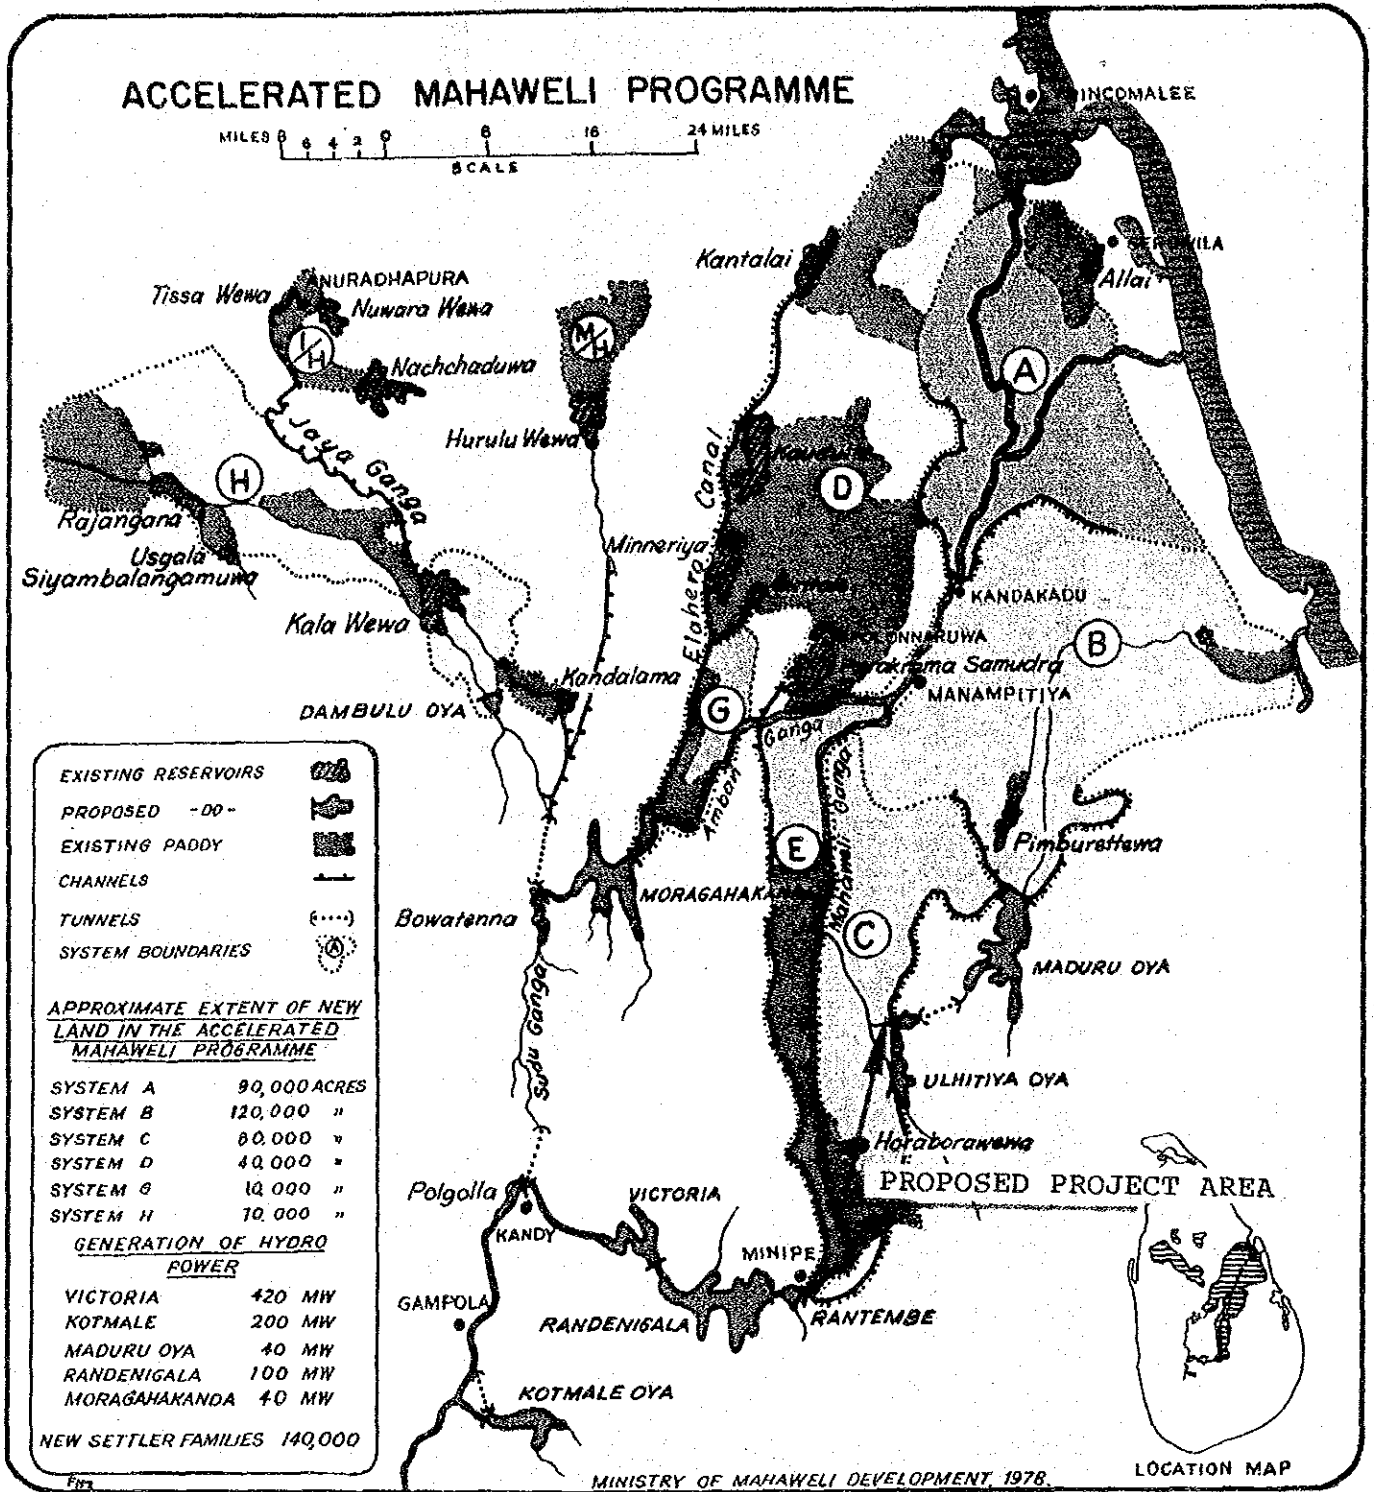 ACCELERATED MAHAWELI PROGRAMME
MILES 8 6 4 2 0 8 16 24 MILES
SCALE
INCOMALEE
Kantalai
SERUWILA
Allai
ANURADHAPURA
Tissa Wewa
Nuwara Wewa
I/H
M/H
Nachchaduwa
A
Hurulu Wewa
Jaya Ganga
H
D
Rajangana
Usgala
Siyambalangamuwa
Elahera Canal
Minneriya
Kala Wewa
KANDAKADU
B
POLONNARUWA
Parakrama Samudra
MANAMPITIYA
Kandalama
DAMBULU OYA
G
Amban Ganga
Mahaweli Ganga
E
Pimburettewa
MORAGAHAKAN
Bowatenna
C
MADURU OYA
Sudu Ganga
ULHITIYA OYA
Horaborawewa
PROPOSED PROJECT AREA
Polgolla
KANDY
VICTORIA
MINIPE
GAMPOLA
RANDENIGALA
RANTEMBE
KOTMALE OYA
EXISTING RESERVOIRS
PROPOSED -DO-
EXISTING PADDY
CHANNELS
TUNNELS
SYSTEM BOUNDARIES A
APPROXIMATE EXTENT OF NEW
LAND IN THE ACCELERATED
MAHAWELI PROGRAMME
SYSTEM A 90,000 ACRES
SYSTEM B 120,000 "
SYSTEM C 80,000 "
SYSTEM D 40,000 "
SYSTEM G 10,000 "
SYSTEM H 70,000 "
GENERATION OF HYDRO
POWER
VICTORIA 420 MW
KOTMALE 200 MW
MADURU OYA 40 MW
RANDENIGALA 100 MW
MORAGAHAKANDA 40 MW
NEW SETTLER FAMILIES 140,000
MINISTRY OF MAHAWELI DEVELOPMENT, 1978.
LOCATION MAP